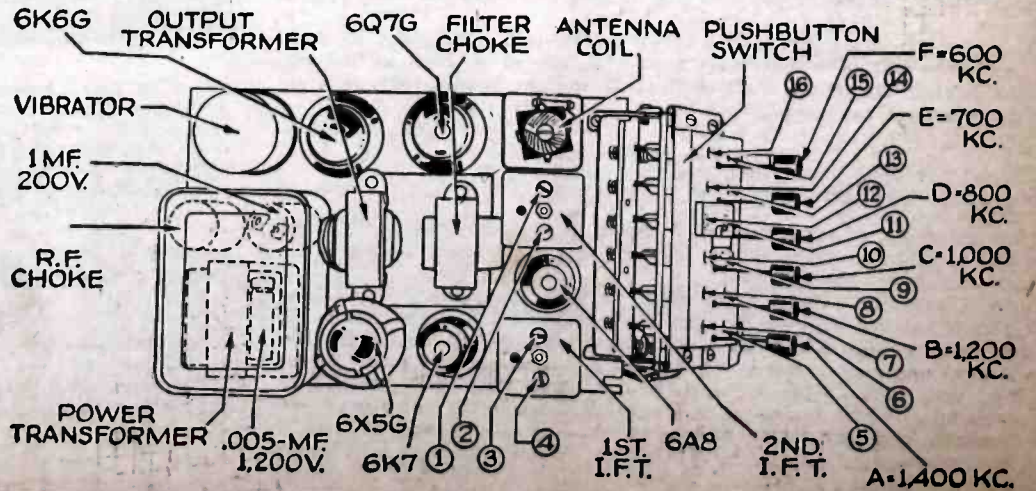 6K6G
OUTPUT
TRANSFORMER
6Q7G
FILTER
CHOKE
ANTENNA
COIL
PUSHBUTTON
SWITCH
16
15
14
F=600
KC.
VIBRATOR
1 MF.
200V.
E=700
KC.
13
12
D=800
KC.
11
R.F.
CHOKE
10
C=1,000
KC.
9
8
B=1,200
KC.
7
6
5
A=1,400 KC.
POWER
TRANSFORMER
.005-MF.
1,200V.
6X5G
6K7
1
2
3
4
1ST.
I.F.T.
6A8
2ND.
I.F.T.